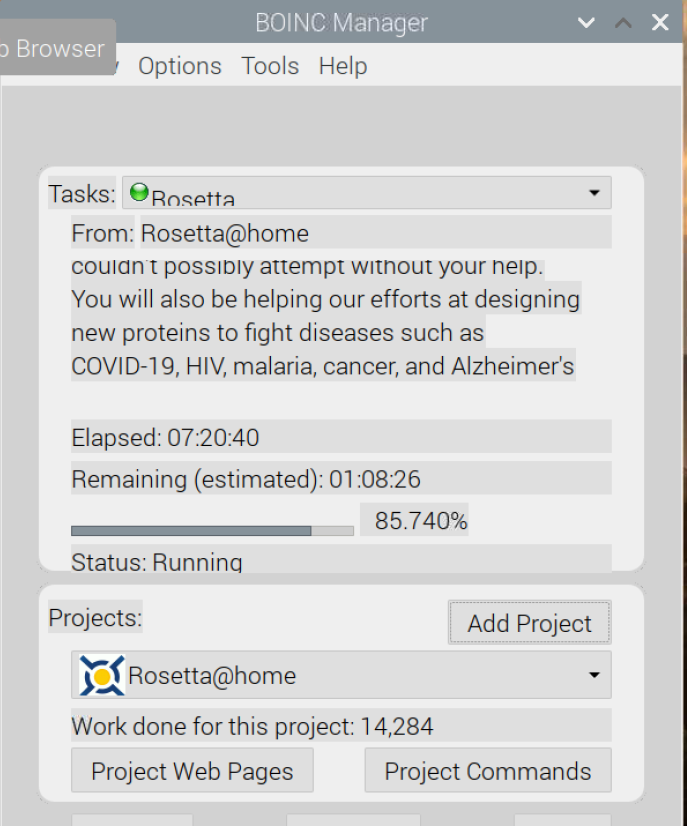 BOINC Manager
Browser
Options Tools Help
Tasks: Rosetta
From: Rosetta@home
couldn't possibly attempt without your help.
You will also be helping our efforts at designing
new proteins to fight diseases such as
COVID-19, HIV, malaria, cancer, and Alzheimer's
Elapsed: 07:20:40
Remaining (estimated): 01:08:26
85.740%
Status: Running
Projects:
Add Project
Rosetta@home
Work done for this project: 14,284
Project Web Pages Project Commands